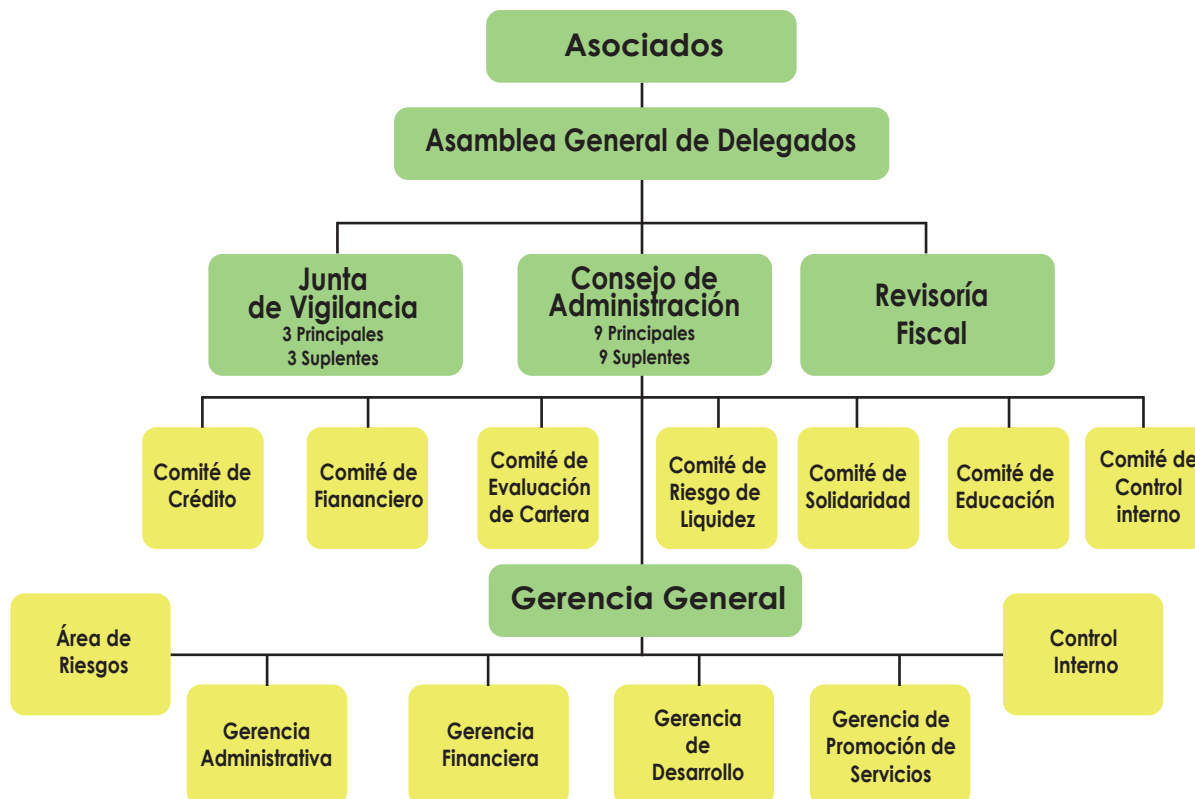 Asociados
Asamblea General de Delegados
Junta
de Vigilancia
3 Principales
3 Suplentes
Consejo de
Administración
9 Principales
9 Suplentes
Revisoría
Fiscal
Comité de
Crédito
Comité de
Fiananciero
Comité de
Evaluación
de Cartera
Comité de
Riesgo de
Liquidez
Comité de
Solidaridad
Comité de
Educación
Comité de
Control
interno
Gerencia General
Área de
Riesgos
Control
Interno
Gerencia
Administrativa
Gerencia
Financiera
Gerencia
de
Desarrollo
Gerencia de
Promoción de
Servicios